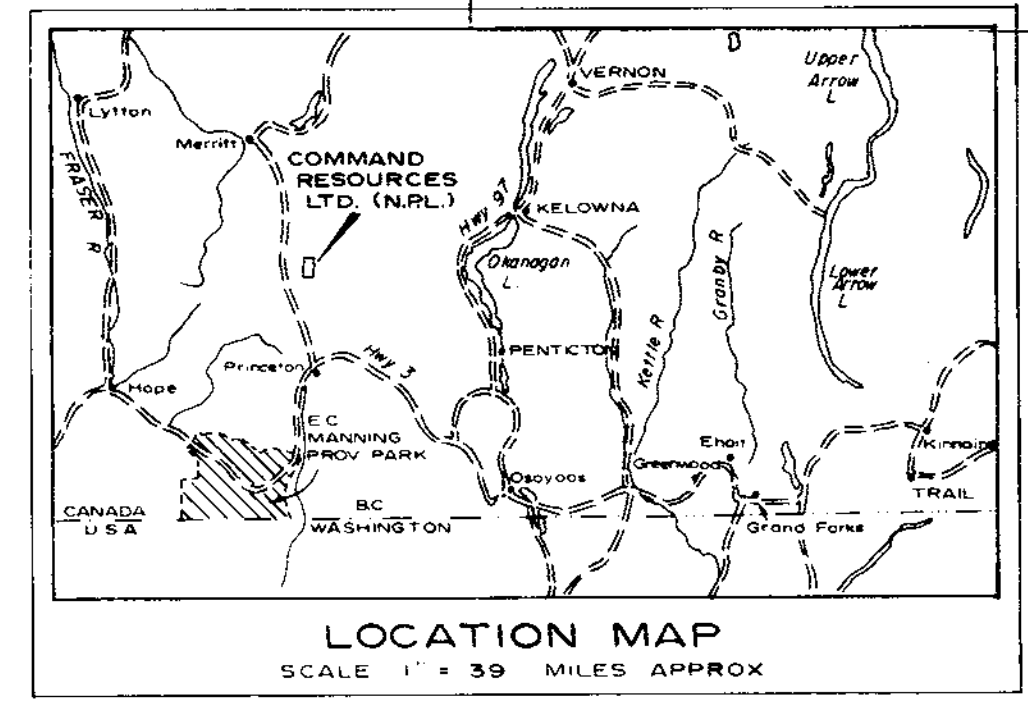 Upper
Arrow
L
VERNON
Lytton
Merritt
COMMAND
RESOURCES
LTD. (N.P.L.)
FRASER R
Hwy 97
KELOWNA
Okanagan
L.
Granby R
Lower
Arrow
L
Kettle R
PENTICTON
Princeton
Hwy 3
Hope
E C
MANNING
PROV PARK
Eholt
Kinnaird
Greenwood
Osoyoos
TRAIL
CANADA
U S A
B.C
WASHINGTON
Grand Forks
LOCATION MAP
SCALE 1" = 39 MILES APPROX